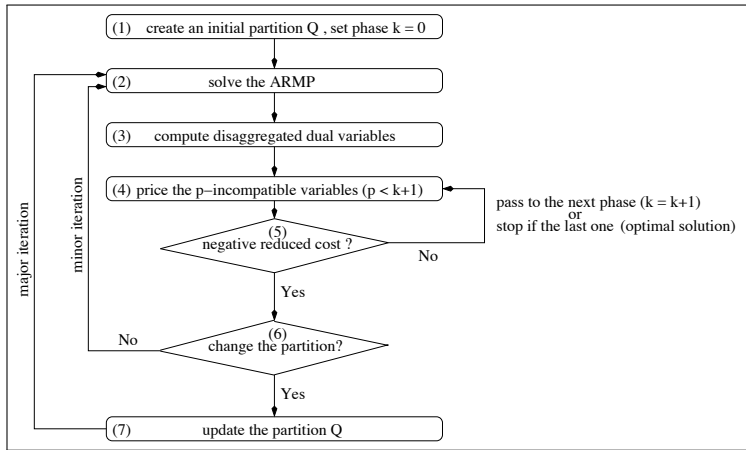 (1) create an initial partition Q , set phase k = 0
(2) solve the ARMP
(3) compute disaggregated dual variables
(4) price the p−incompatible variables (p < k+1)
pass to the next phase (k = k+1)
or
stop if the last one (optimal solution)
(5)
negative reduced cost ?
No
Yes
major iteration
minor iteration
(6)
change the partition?
No
Yes
(7) update the partition Q